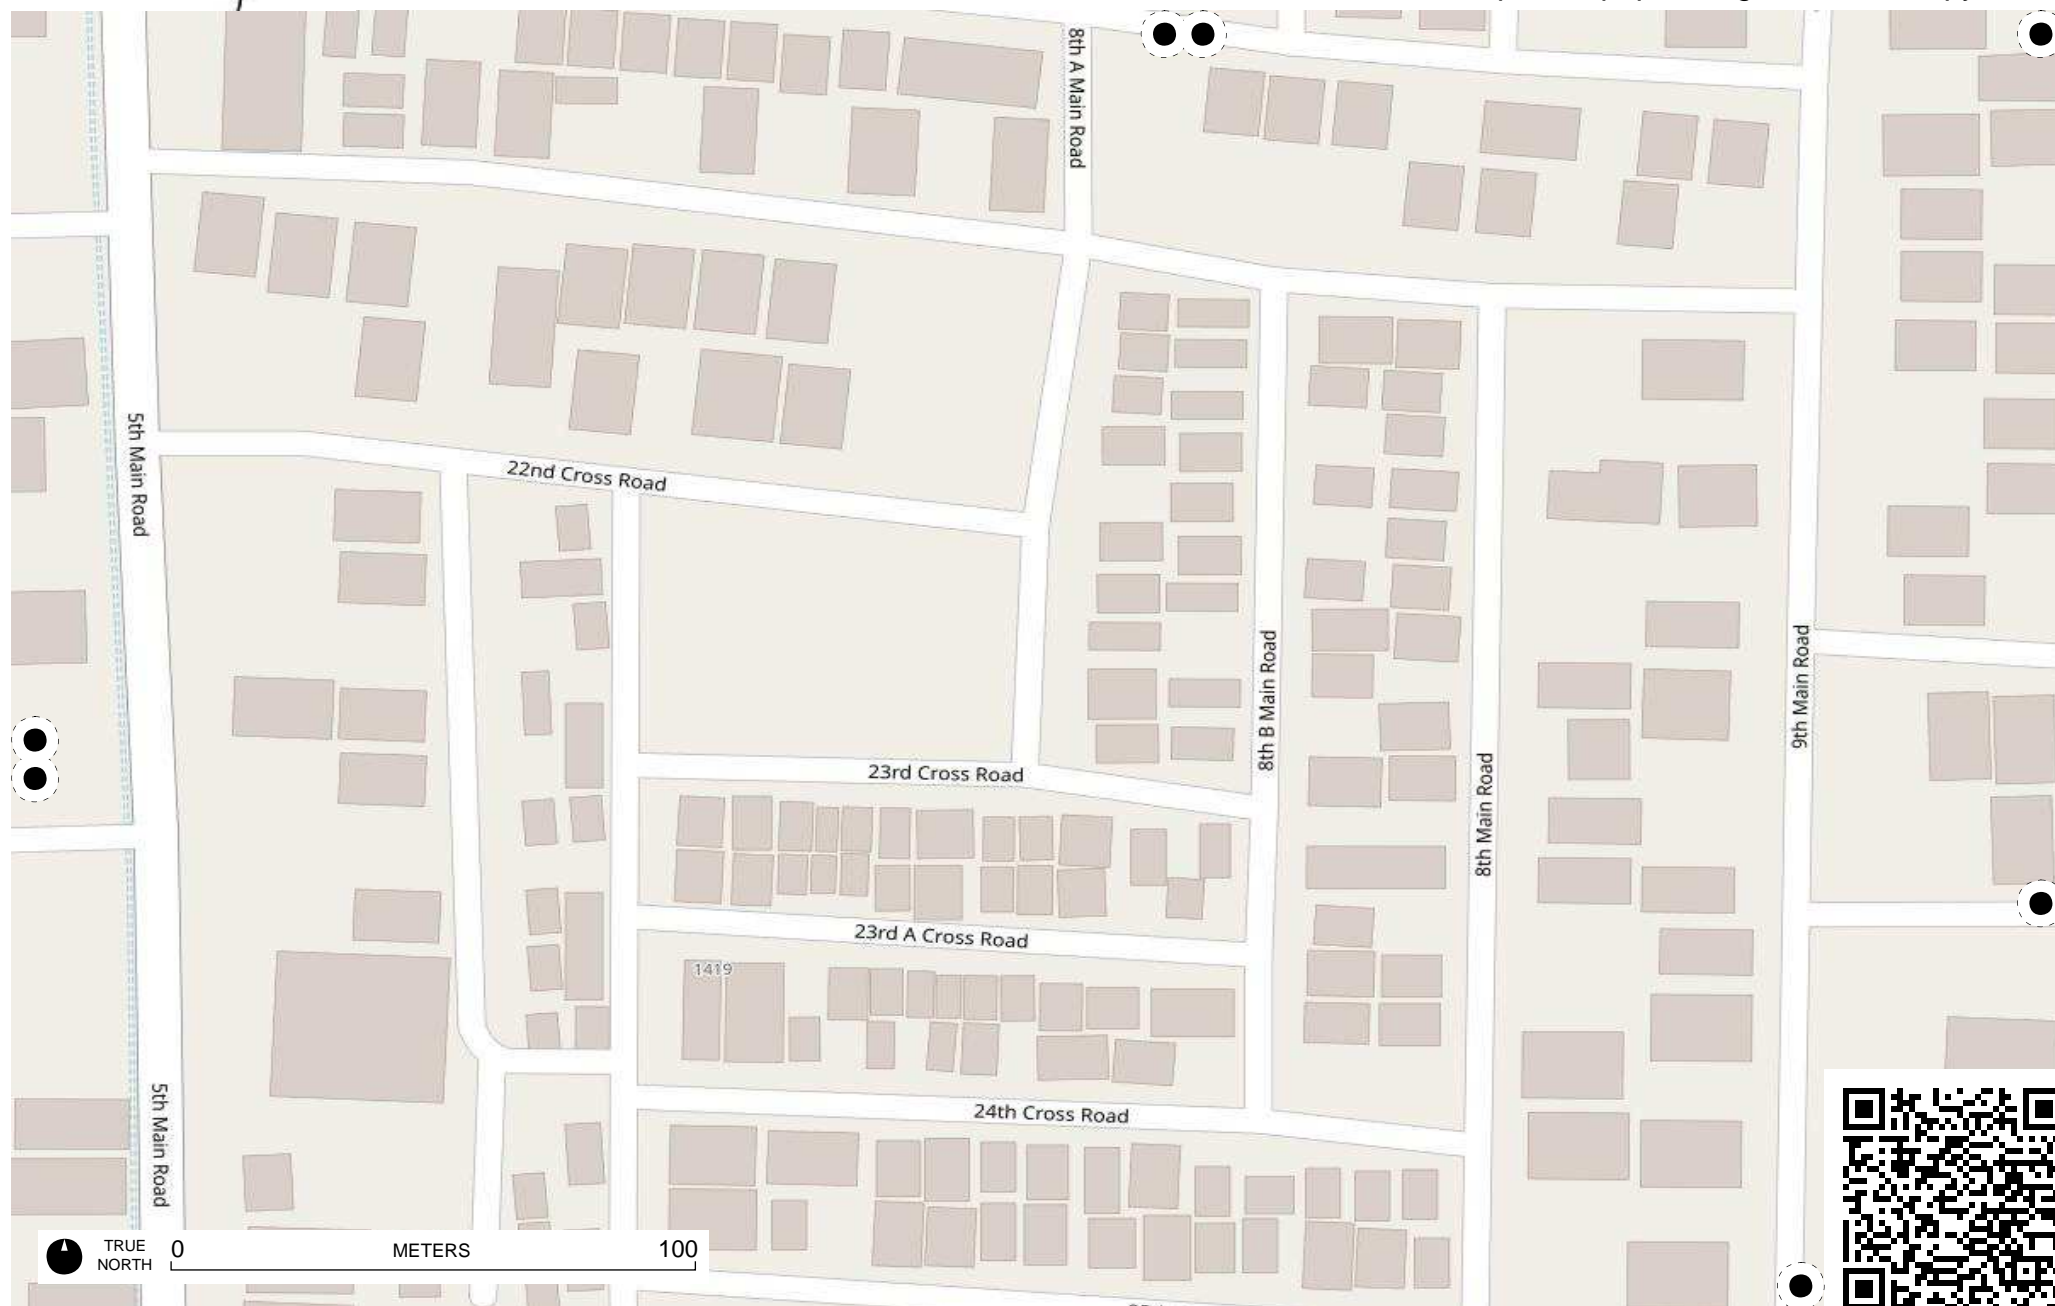 8th A Main Road
5th Main Road
22nd Cross Road
8th B Main Road
9th Main Road
8th Main Road
23rd Cross Road
23rd A Cross Road
1419
5th Main Road
24th Cross Road
TRUE
NORTH
0 METERS 100